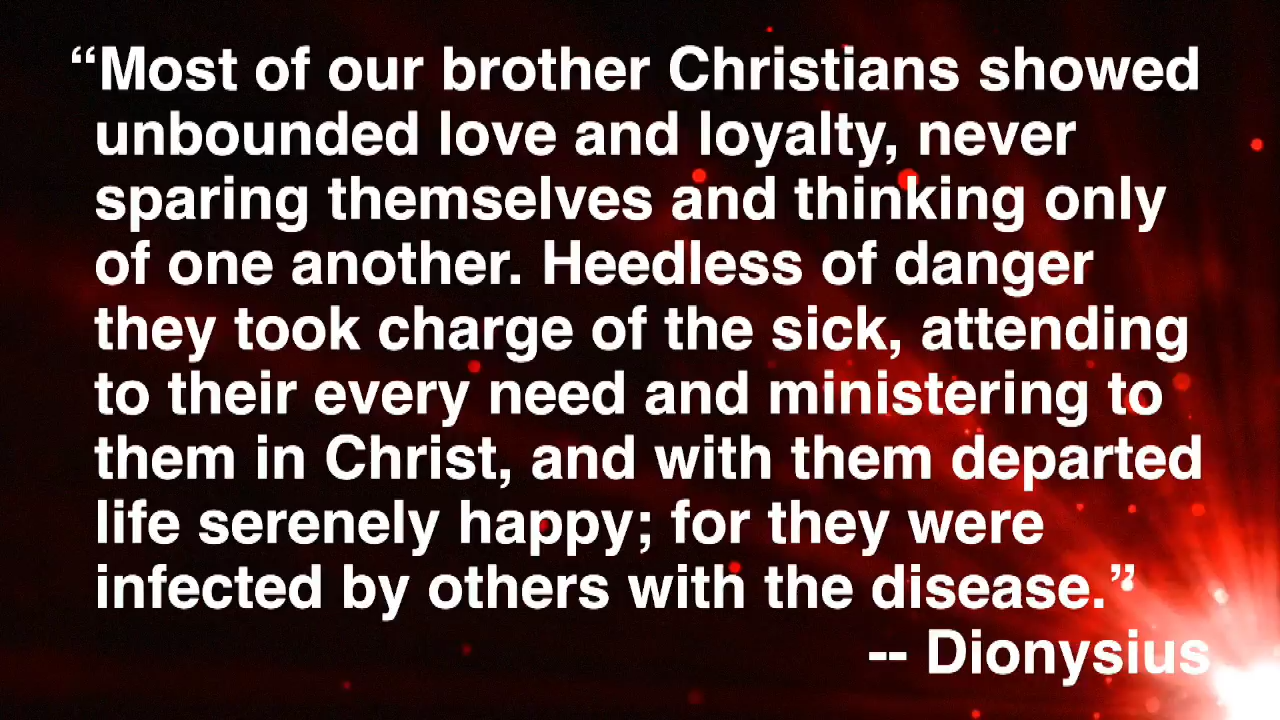 “Most of our brother Christians showed
unbounded love and loyalty, never
sparing themselves and thinking only
of one another. Heedless of danger
they took charge of the sick, attending
to their every need and ministering to
them in Christ, and with them departed
life serenely happy; for they were
infected by others with the disease.”
-- Dionysius